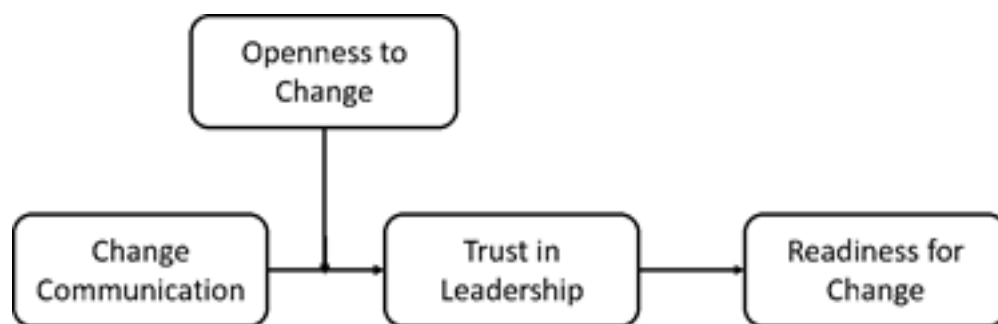 Openness to
Change
Change
Communication
Trust in
Leadership
Readiness for
Change